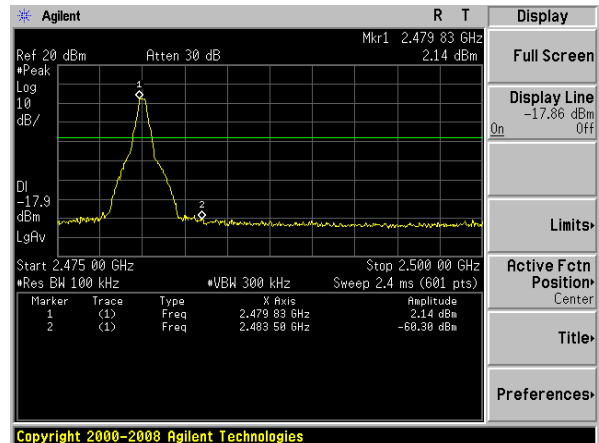 Agilent R T
Mkr1 2.479 83 GHz
Ref 20 dBm Atten 30 dB 2.14 dBm
#Peak
Log
10
dB/
1
2
DI
-17.9
dBm
LgAv
Start 2.475 00 GHz Stop 2.500 00 GHz
#Res BW 100 kHz #VBW 300 kHz Sweep 2.4 ms (601 pts)
Marker Trace Type X Axis Amplitude
1 (1) Freq 2.479 83 GHz 2.14 dBm
2 (1) Freq 2.483 50 GHz -60.30 dBm
Copyright 2000-2008 Agilent Technologies
Display
Full Screen
Display Line
-17.86 dBm
On Off
Limits
Active Fctn
Position
Center
Title
Preferences